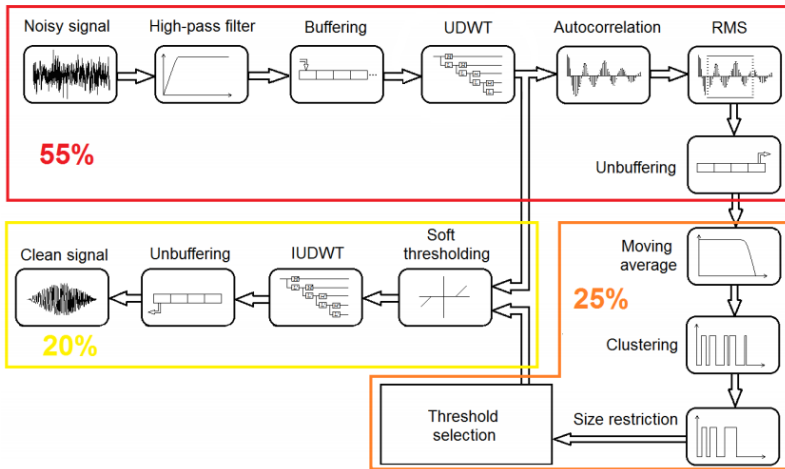 Noisy signal
High-pass filter
Buffering
UDWT
Autocorrelation
RMS
55%
Unbuffering
Clean signal
Unbuffering
IUDWT
Soft
thresholding
Moving
average
20%
25%
Clustering
Threshold
selection
Size restriction